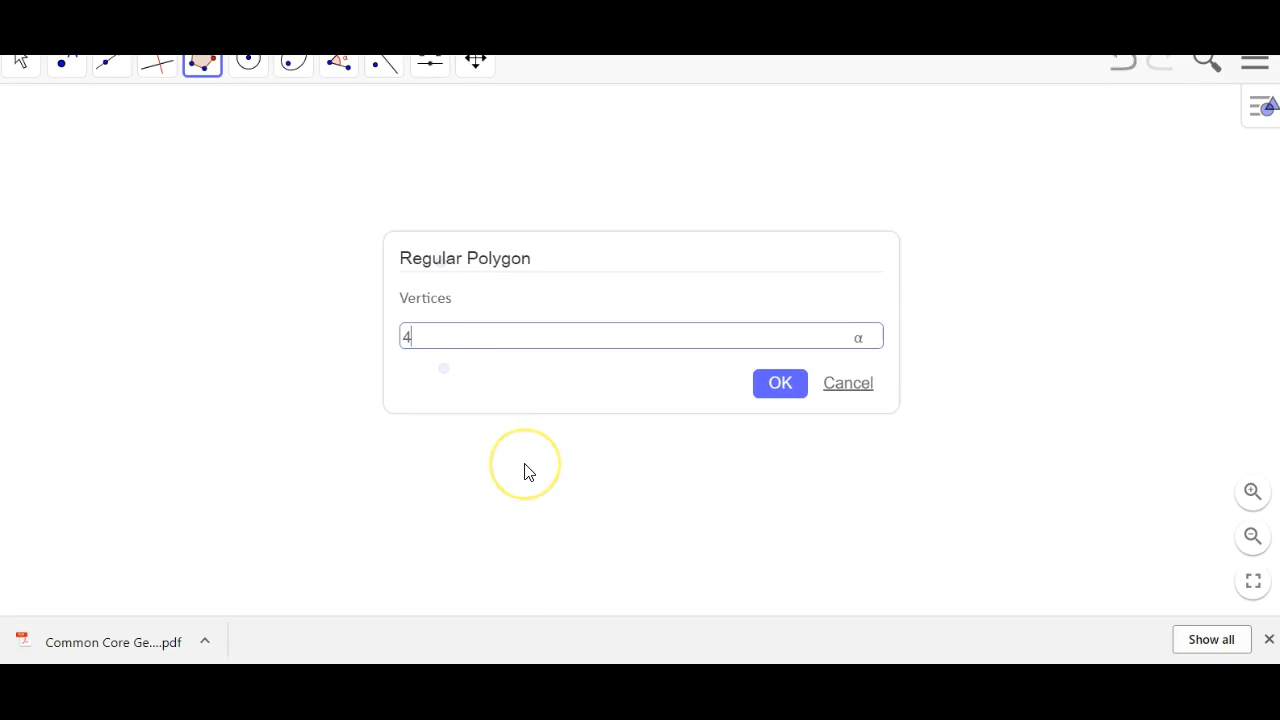 Regular Polygon
Vertices
4
α
OK
Cancel
Common Core Ge....pdf
Show all